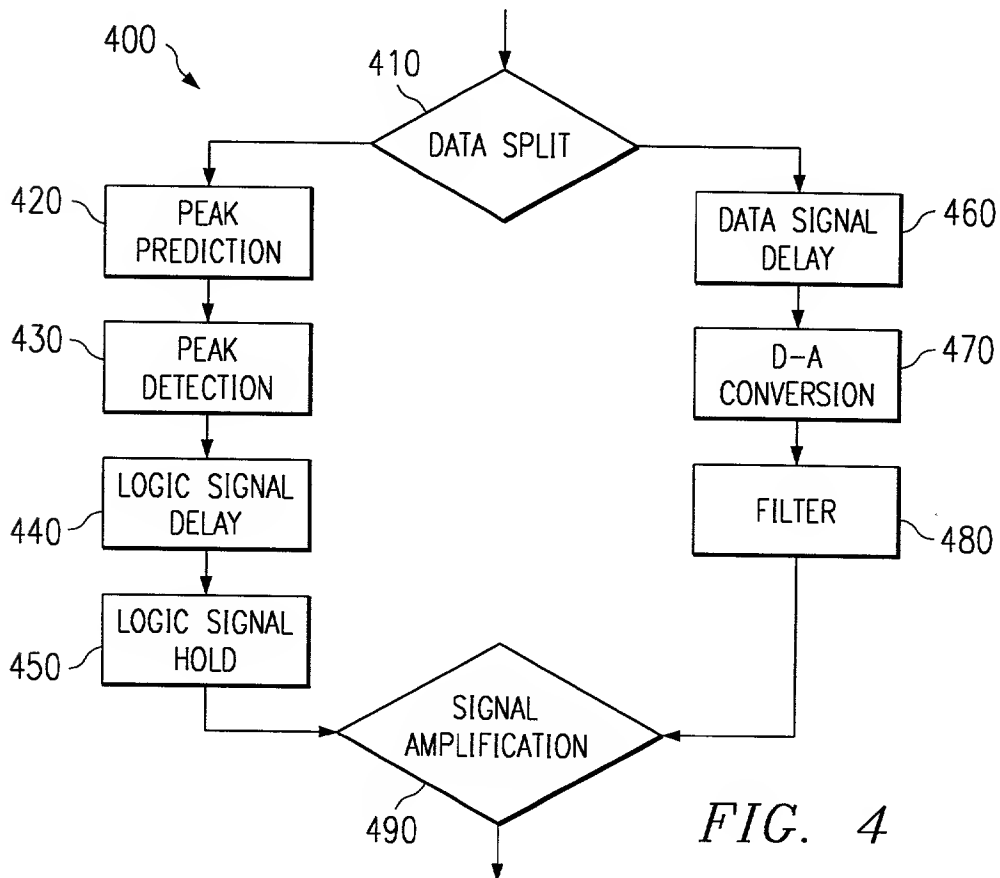 400
410
DATA SPLIT
420
PEAK
PREDICTION
430
PEAK
DETECTION
440
LOGIC SIGNAL
DELAY
450
LOGIC SIGNAL
HOLD
460
DATA SIGNAL
DELAY
470
D-A
CONVERSION
FILTER
480
SIGNAL
AMPLIFICATION
490
FIG. 4